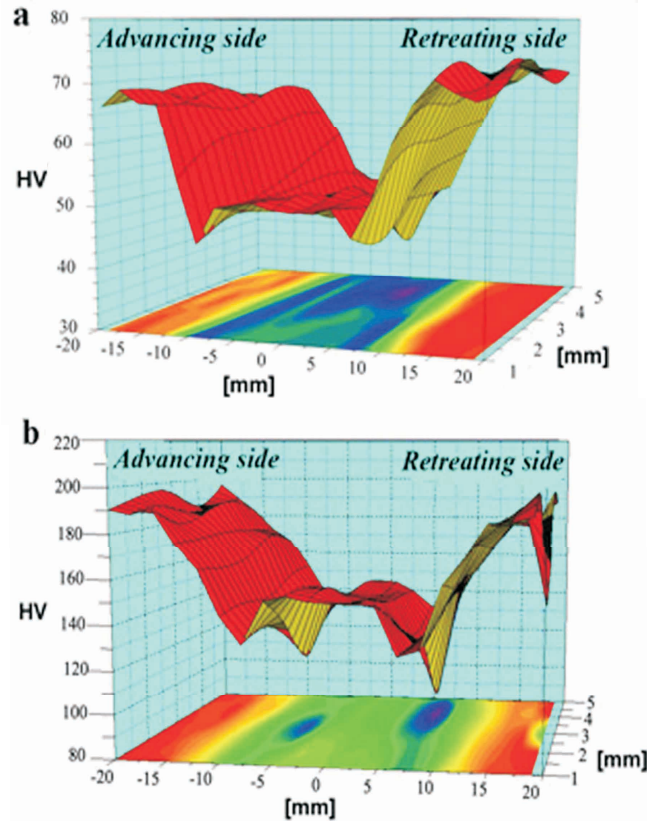 a
80
Advancing side
Retreating side
70
60
HV
50
40
30
-20 -15 -10 -5 0 5 10 15 20
1 2 3 4 5
[mm]
[mm]
b
220
Advancing side
Retreating side
200
180
160
HV
140
120
100
80
-20 -15 -10 -5 0 5 10 15 20
1 2 3 4 5
[mm]
[mm]